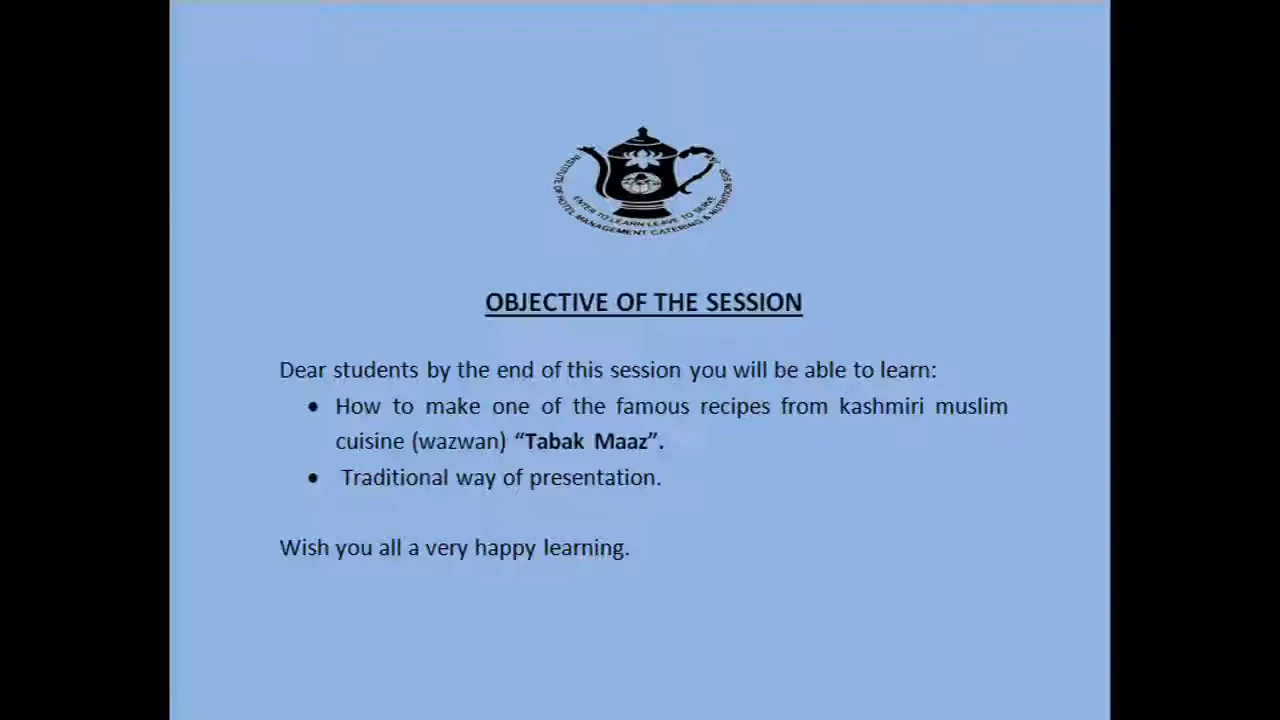 INSTITUTE OF HOTEL MANAGEMENT CATERING & NUTRITION
ENTER TO LEARN LEAVE TO SERVE
OBJECTIVE OF THE SESSION
Dear students by the end of this session you will be able to learn:
• How to make one of the famous recipes from kashmiri muslim
cuisine (wazwan) “Tabak Maaz”.
• Traditional way of presentation.
Wish you all a very happy learning.